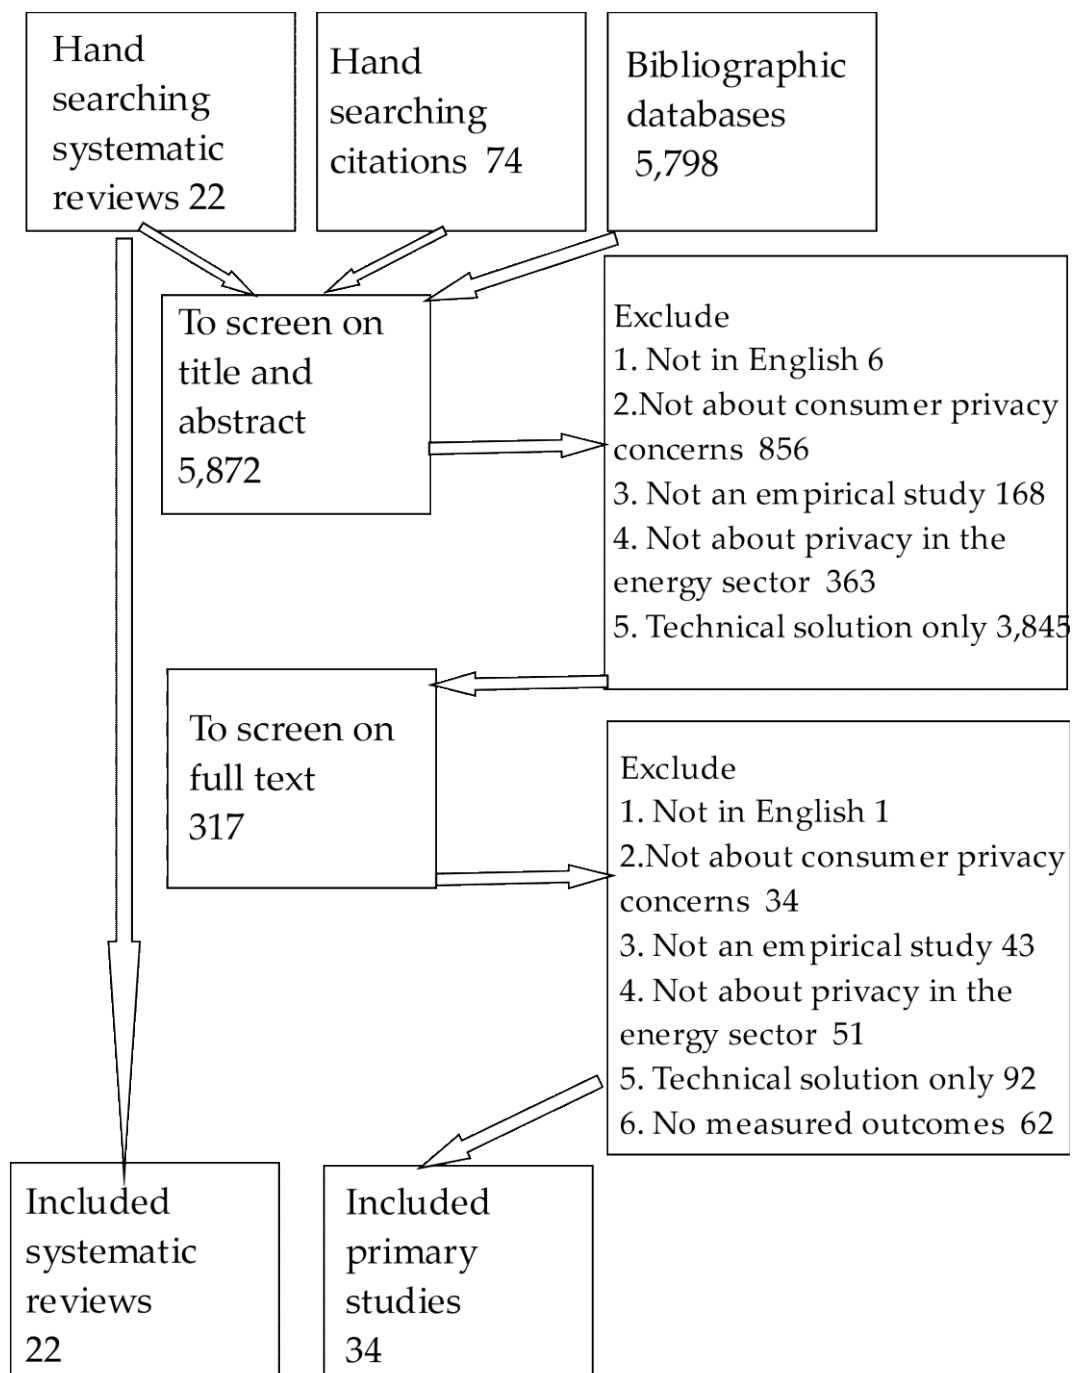 Hand
searching
systematic
reviews 22
Hand
searching
citations 74
Bibliographic
databases
5,798
To screen on
title and
abstract
5,872
Exclude
1. Not in English 6
2.Not about consumer privacy
concerns 856
3. Not an empirical study 168
4. Not about privacy in the
energy sector 363
5. Technical solution only 3,845
To screen on
full text
317
Exclude
1. Not in English 1
2.Not about consumer privacy
concerns 34
3. Not an empirical study 43
4. Not about privacy in the
energy sector 51
5. Technical solution only 92
6. No measured outcomes 62
Included
systematic
reviews
22
Included
primary
studies
34